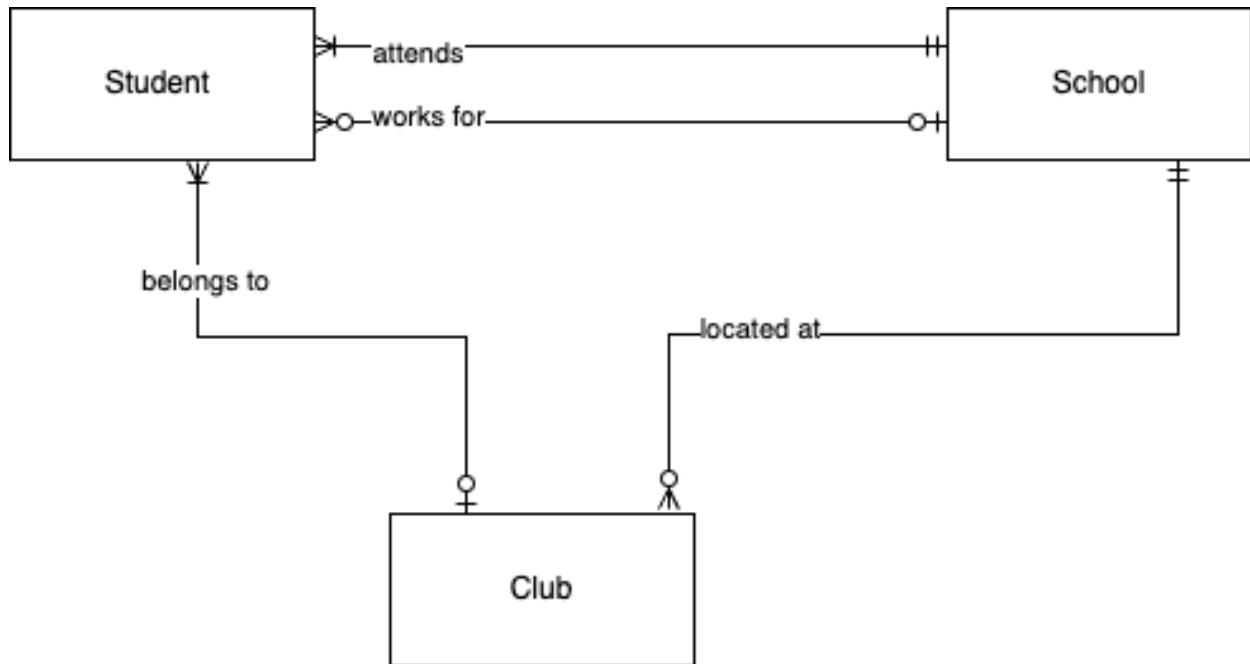 Student
attends
School
works for
belongs to
located at
Club